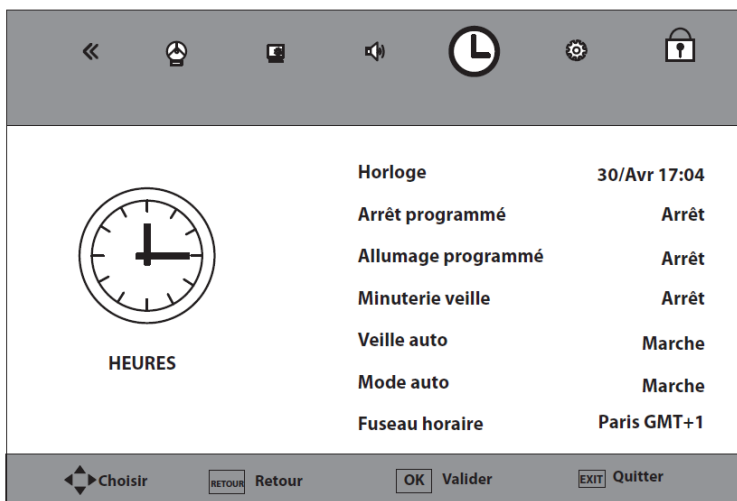 Horloge 30/Avr 17:04
Arrêt programmé Arrêt
Allumage programmé Arrêt
Minuterie veille Arrêt
Veille auto Marche
HEURES
Mode auto Marche
Fuseau horaire Paris GMT+1
Choisir RETOUR Retour OK Valider EXIT Quitter